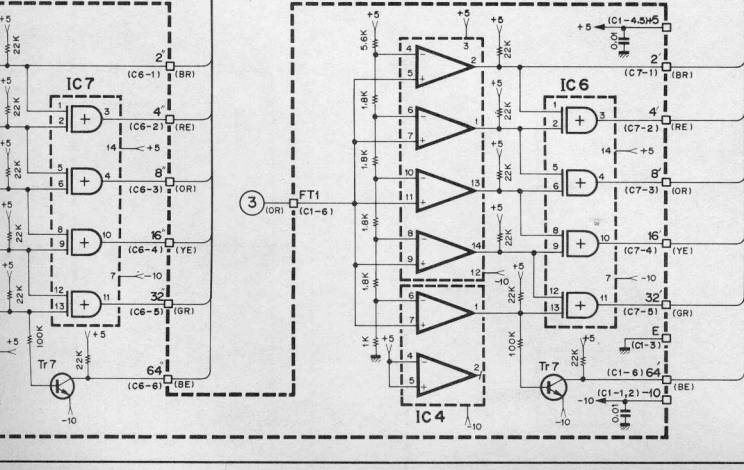 +5
22K
2"
(C6-1)
(BR)
IC7
+5
22K
1
2
3
4"
(C6-2)
(RE)
14
+5
+5
22K
5
6
4
8"
(C6-3)
(OR)
+5
22K
8
9
10
16"
(C6-4)
(YE)
7
-10
+5
22K
12
13
11
32"
(C6-5)
(GR)
+5
100K
+5
22K
Tr7
64"
(C6-6)
(BE)
-10
3
(OR)
FT1
(C1-6)
+5
5.6K
1.8K
1.8K
1.8K
1.8K
1K
+5
3
4
5
2
6
7
1
10
11
13
8
9
14
12
-10
6
7
1
+5
4
5
2
IC4
-10
+5
22K
+5
22K
+5
22K
+5
22K
+5
22K
100K
IC6
1
2
3
14
+5
5
6
4
8
9
10
7
-10
12
13
11
+5
(C1-4,5)+5
0.01
2'
(C7-1)
(BR)
4'
(C7-2)
(RE)
8'
(C7-3)
(OR)
16'
(C7-4)
(YE)
32'
(C7-5)
(GR)
E
(C1-3)
+5
22K
Tr7
-10
(C1-6) 64'
(BE)
-10
(C1-1,2) -10
0.01